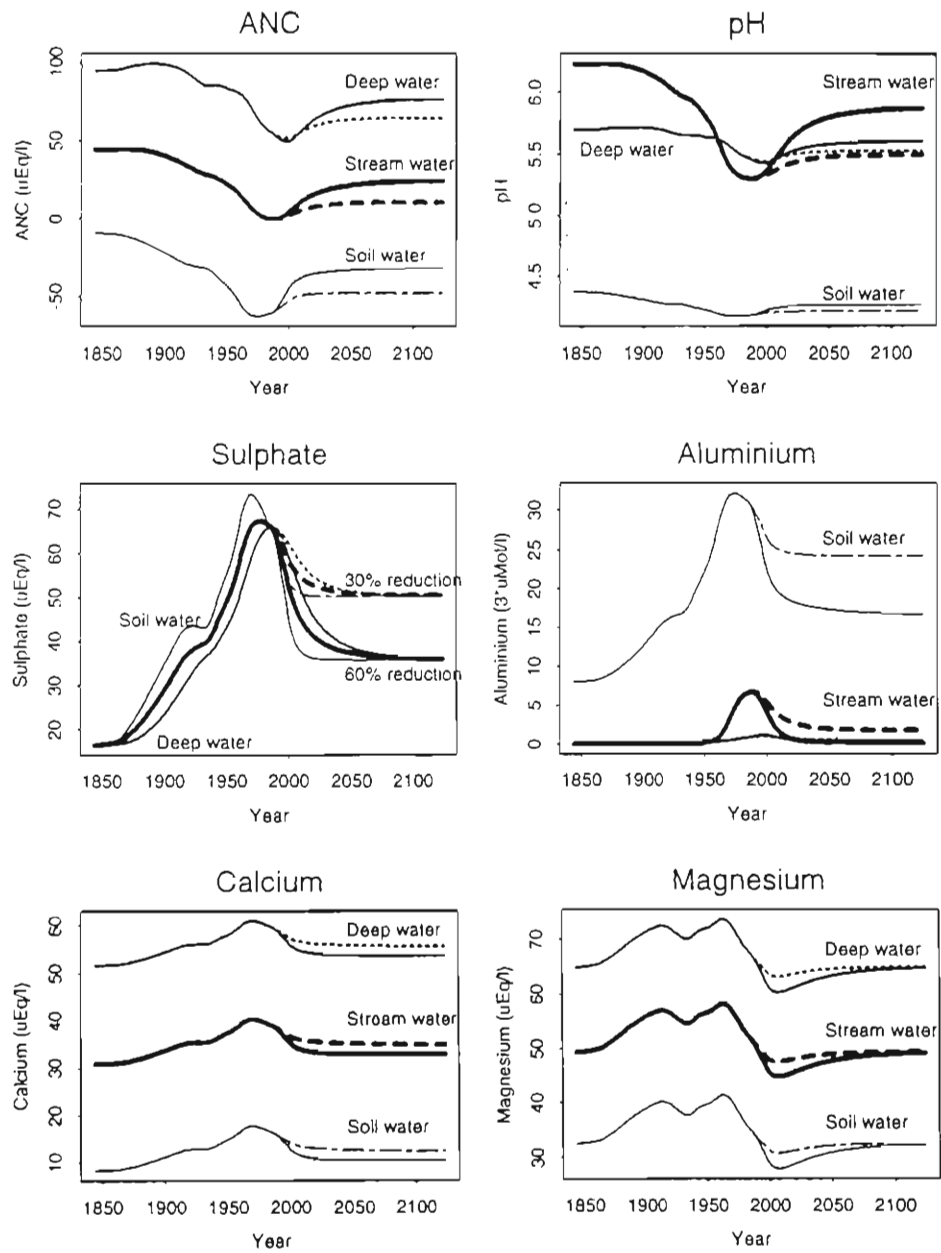 ANC
100
50
0
-50
ANC (uEq/l)
Deep water
Stream water
Soil water
1850 1900 1950 2000 2050 2100
Year
pH
6.0
5.5
5.0
4.5
pH
Stream water
Deep water
Soil water
1850 1900 1950 2000 2050 2100
Year
Sulphate
70
60
50
40
30
20
Sulphate (uEq/l)
Soil water
30% reduction
60% reduction
Deep water
1850 1900 1950 2000 2050 2100
Year
Aluminium
30
25
20
15
10
5
0
Aluminium (3*uMol/l)
Soil water
Stream water
1850 1900 1950 2000 2050 2100
Year
Calcium
60
50
40
30
20
10
Calcium (uEq/l)
Deep water
Stroam water
Soil water
1850 1900 1950 2000 2050 2100
Year
Magnesium
70
60
50
40
30
Magnesium (uEq/l)
Deep water
Stream water
Soil water
1850 1900 1950 2000 2050 2100
Year